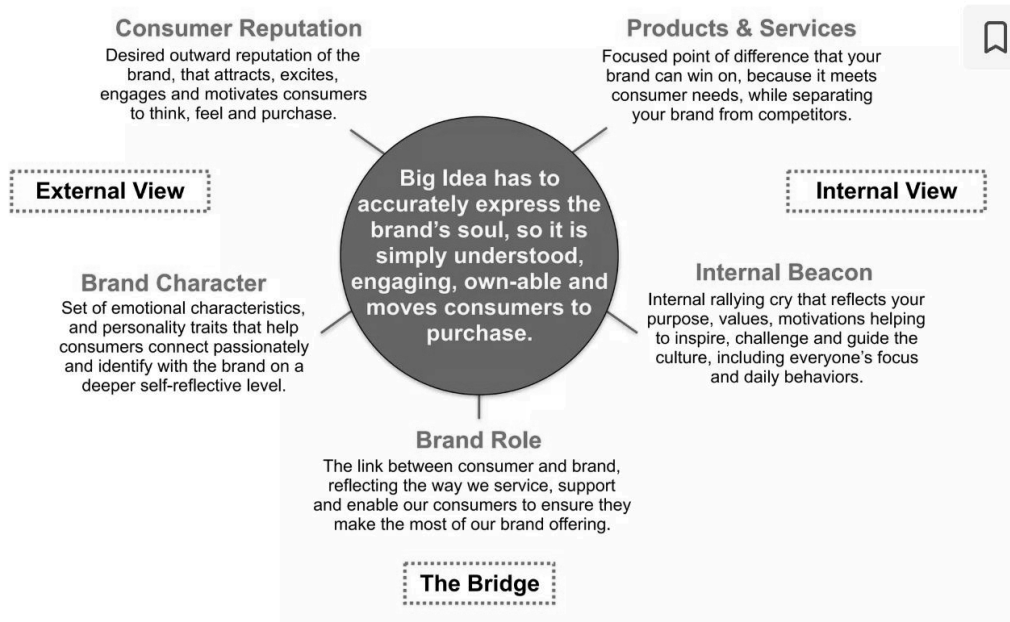 Consumer Reputation
Desired outward reputation of the
brand, that attracts, excites,
engages and motivates consumers
to think, feel and purchase.
Products & Services
Focused point of difference that your
brand can win on, because it meets
consumer needs, while separating
your brand from competitors.
External View
Internal View
Big Idea has to
accurately express the
brand's soul, so it is
simply understood,
engaging, own-able and
moves consumers to
purchase.
Brand Character
Set of emotional characteristics,
and personality traits that help
consumers connect passionately
and identify with the brand on a
deeper self-reflective level.
Internal Beacon
Internal rallying cry that reflects your
purpose, values, motivations helping
to inspire, challenge and guide the
culture, including everyone's focus
and daily behaviors.
Brand Role
The link between consumer and brand,
reflecting the way we service, support
and enable our consumers to ensure they
make the most of our brand offering.
The Bridge